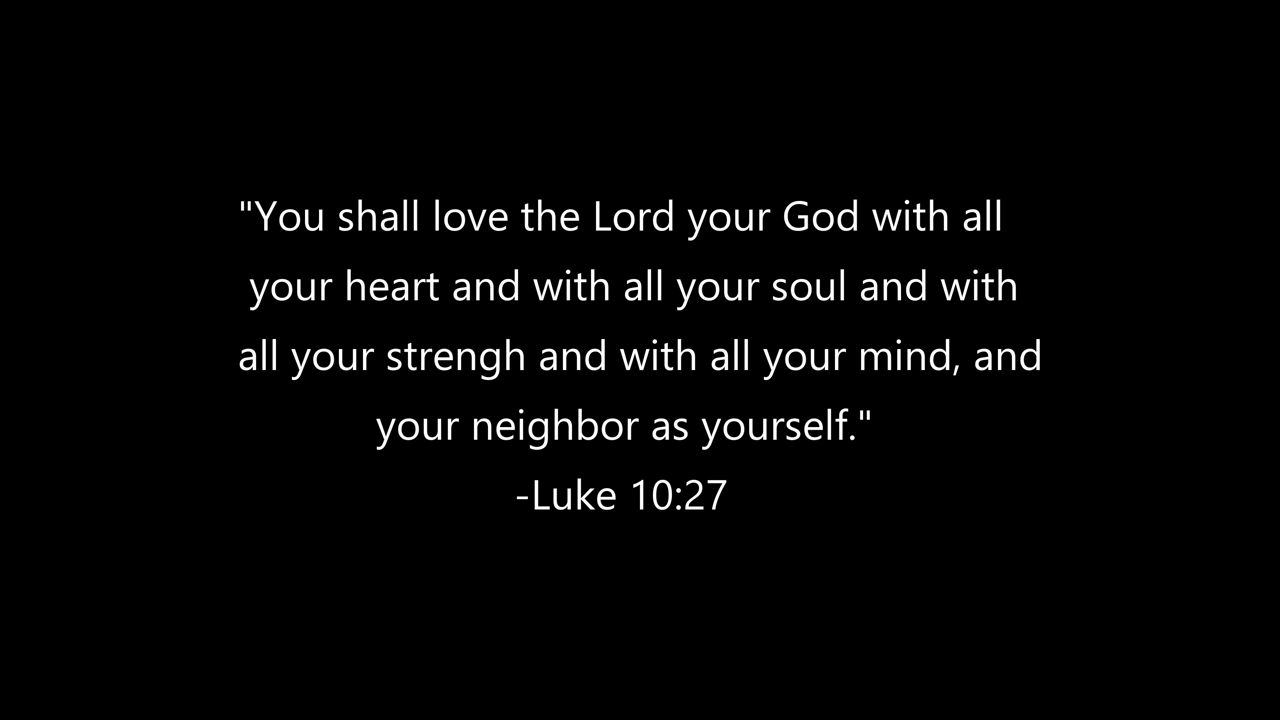 "You shall love the Lord your God with all
your heart and with all your soul and with
all your strengh and with all your mind, and
your neighbor as yourself."
-Luke 10:27